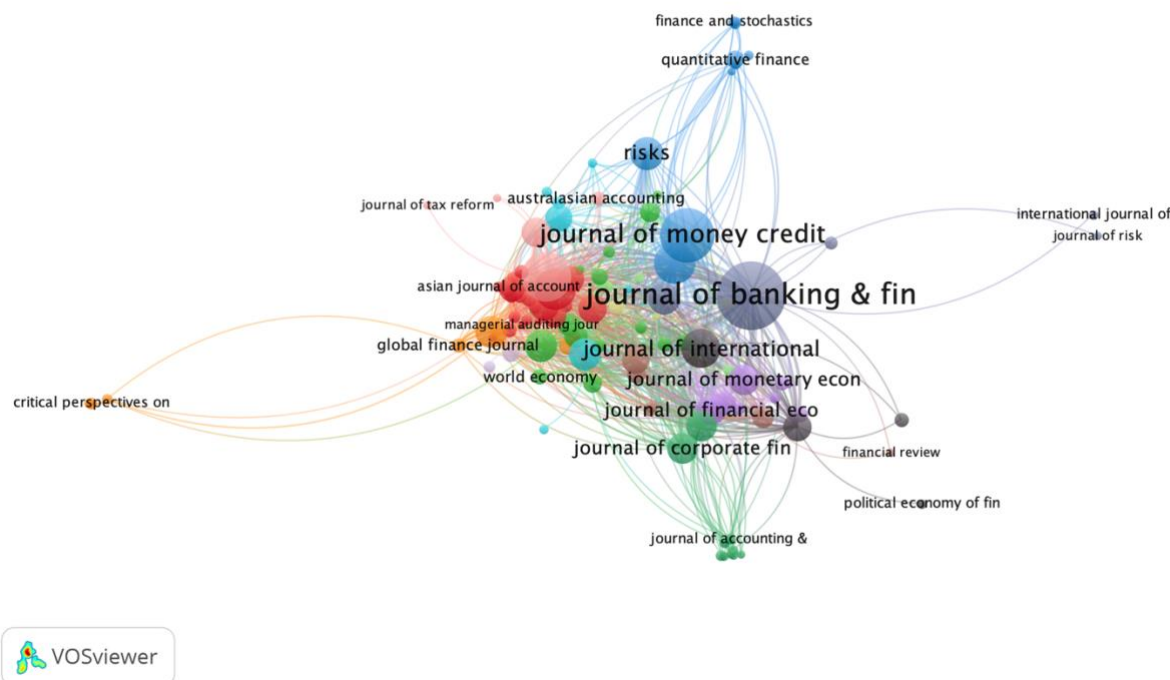 finance and stochastics
quantitative finance
risks
australasian accounting
journal of tax reform
international journal of
journal of money credit
journal of risk
asian journal of account
journal of banking & fin
managerial auditing jour
global finance journal
journal of international
world economy
journal of monetary econ
critical perspectives on
journal of financial eco
journal of corporate fin
financial review
political economy of fin
journal of accounting &
VOSviewer